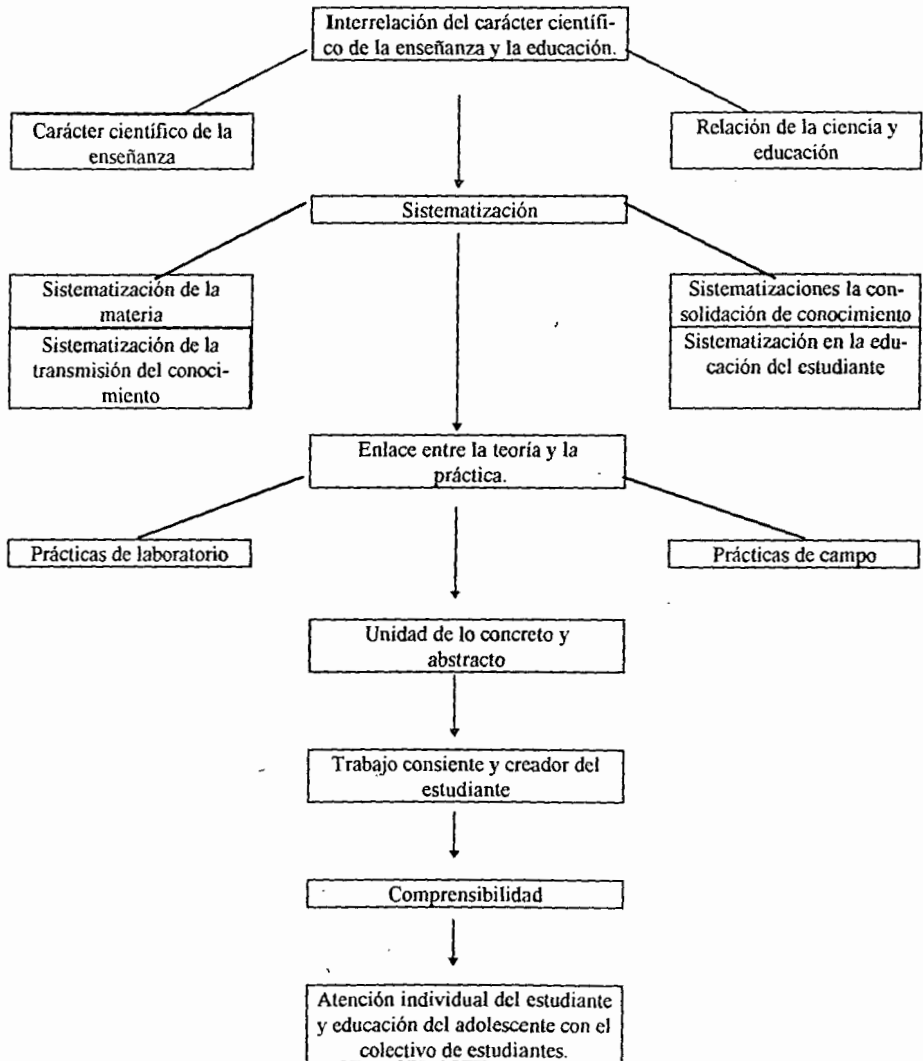 Interrelación del carácter científi-
co de la enseñanza y la educación.
Carácter científico de la
enseñanza
Relación de la ciencia y
educación
Sistematización
Sistematización de la
materia
Sistematización de la
transmisión del conoci-
miento
Sistematizaciones la con-
solidación de conocimiento
Sistematización en la edu-
cación del estudiante
Enlace entre la teoría y la
práctica.
Prácticas de laboratorio
Prácticas de campo
Unidad de lo concreto y
abstracto
Trabajo consiente y creador del
estudiante
Comprensibilidad
Atención individual del estudiante
y educación del adolescente con el
colectivo de estudiantes.